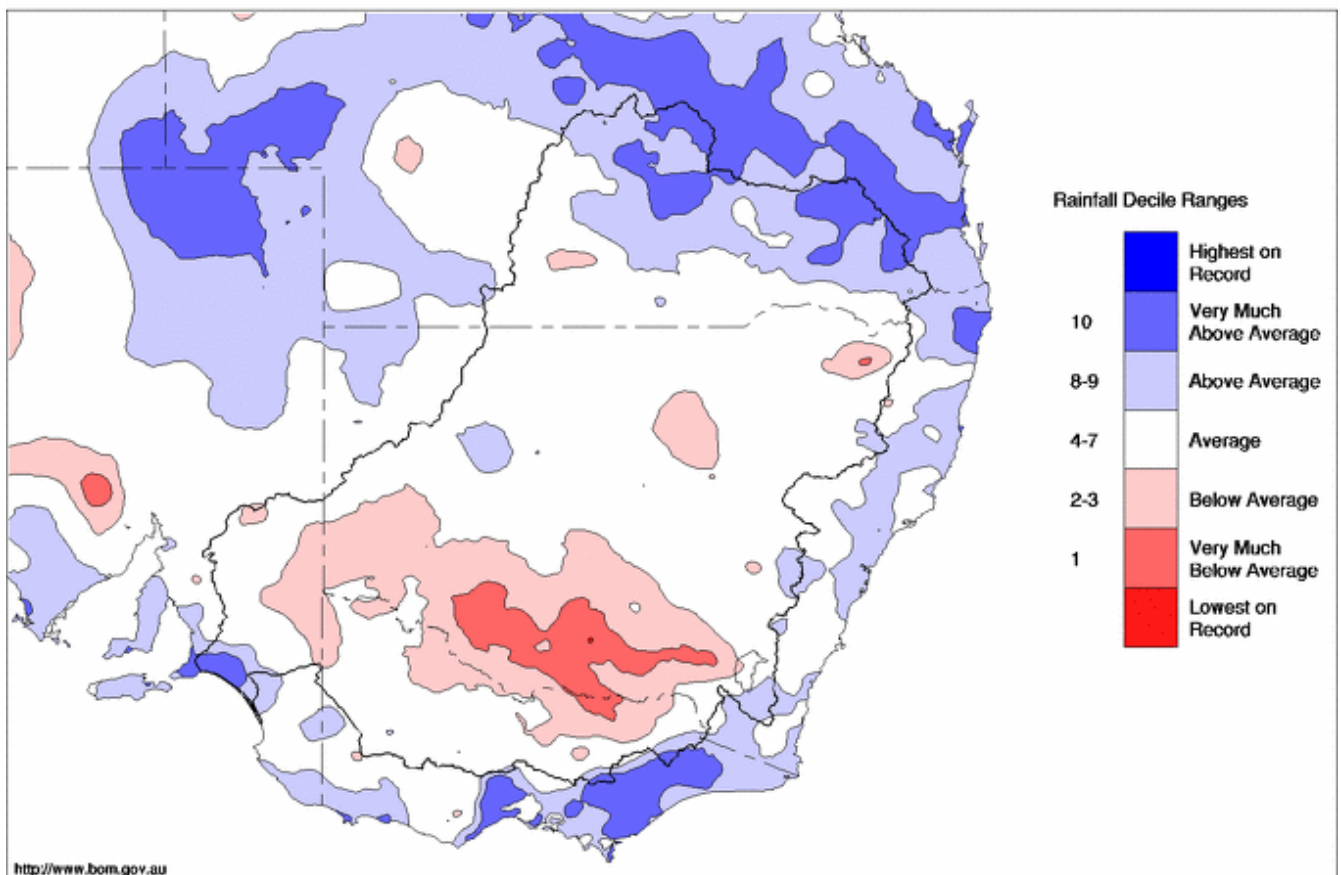 Rainfall Decile Ranges
Highest on
Record
10
Very Much
Above Average
8-9
Above Average
4-7
Average
2-3
Below Average
1
Very Much
Below Average
Lowest on
Record
http://www.bom.gov.au